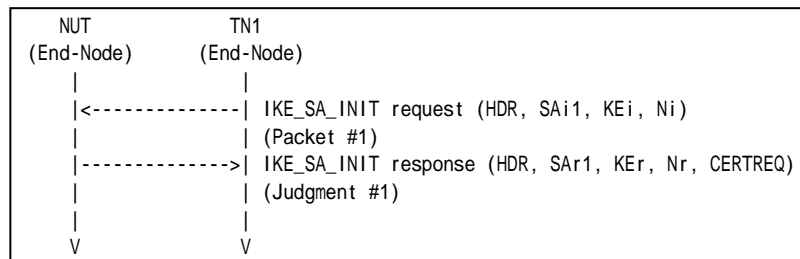 NUT TN1
(End-Node) (End-Node)
| |
|<--------------| IKE_SA_INIT request (HDR, SAi1, KEi, Ni)
| | (Packet #1)
|-------------->| IKE_SA_INIT response (HDR, SAr1, KEr, Nr, CERTREQ)
| | (Judgment #1)
| |
V V